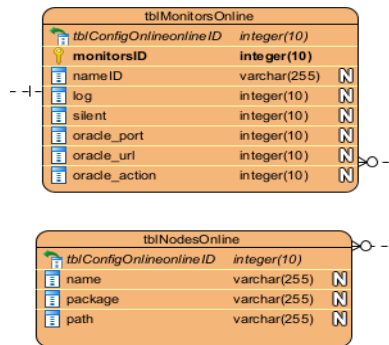 tblMonitorsOnline
tblConfigOnlineonlineID integer(10)
monitorsID integer(10)
nameID varchar(255) N
log integer(10) N
silent integer(10) N
oracle_port integer(10) N
oracle_url integer(10) N
oracle_action integer(10) N
tblNodesOnline
tblConfigOnlineonlineID integer(10)
name varchar(255) N
package varchar(255) N
path varchar(255) N